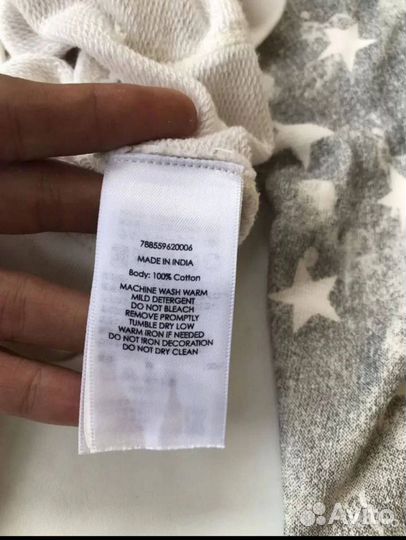 788559620006
MADE IN INDIA
Body: 100% Cotton
MACHINE WASH WARM
MILD DETERGENT
DO NOT BLEACH
REMOVE PROMPTLY
TUMBLE DRY LOW
WARM IRON IF NEEDED
DO NOT IRON DECORATION
DO NOT DRY CLEAN
Avito